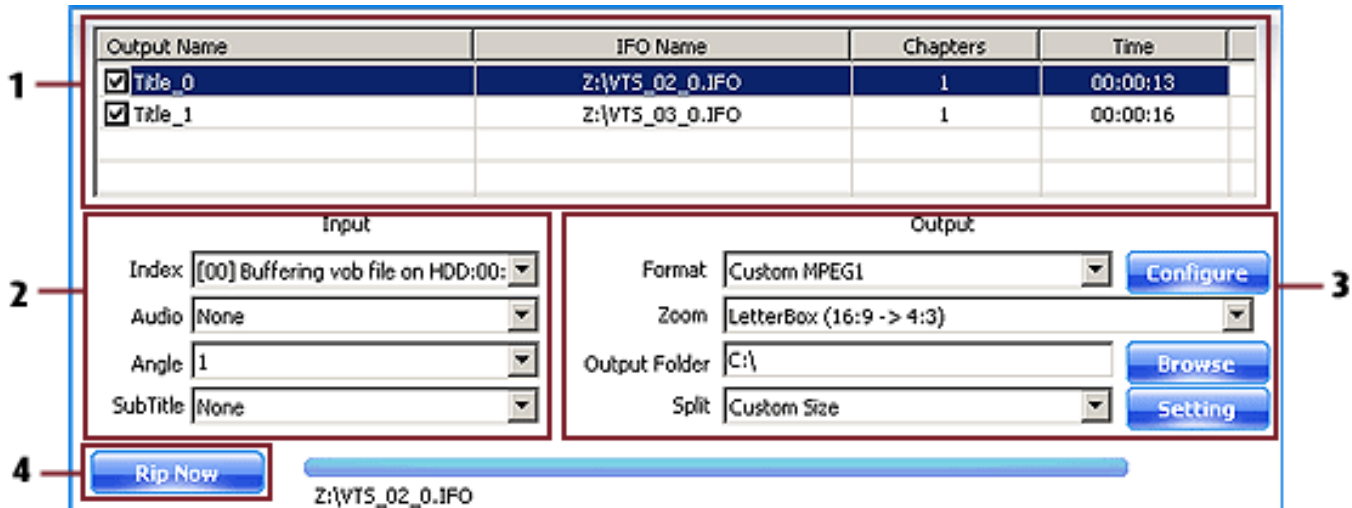 Output Name IFO Name Chapters Time
1
Title_0 Z:\VTS_02_0.IFO 1 00:00:13
Title_1 Z:\VTS_03_0.IFO 1 00:00:16
Input Output
Index [00] Buffering vob file on HDD:00: Format Custom MPEG1 Configure
2 3
Audio None Zoom LetterBox (16:9 -> 4:3)
Angle 1 Output Folder C:\ Browse
SubTitle None Split Custom Size Setting
4 Rip Now
Z:\VTS_02_0.IFO